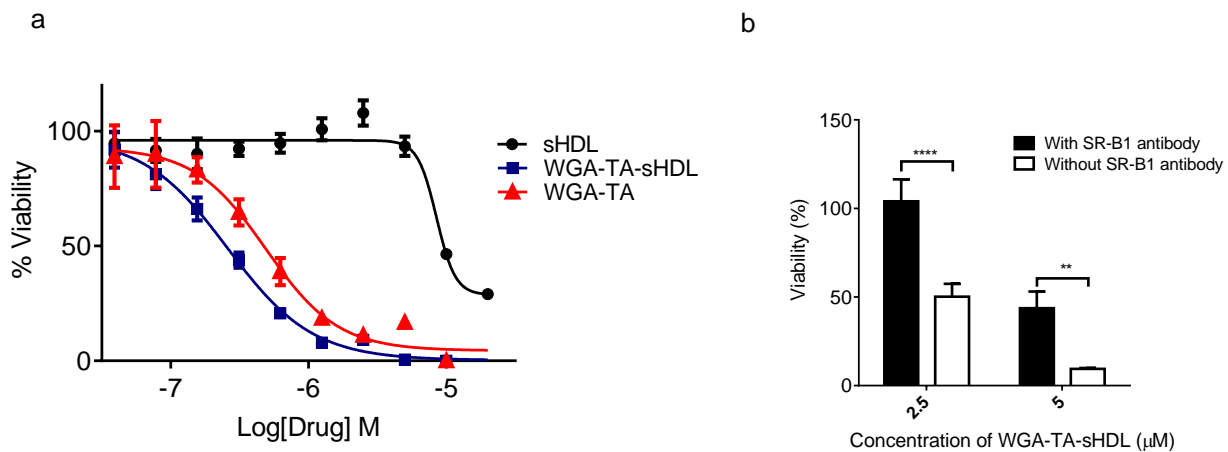 a
% Viability
100
50
0
-7
-6
-5
Log[Drug] M
sHDL
WGA-TA-sHDL
WGA-TA
b
Viability (%)
150
100
50
0
****
**
With SR-B1 antibody
Without SR-B1 antibody
2.5
5
Concentration of WGA-TA-sHDL (μM)